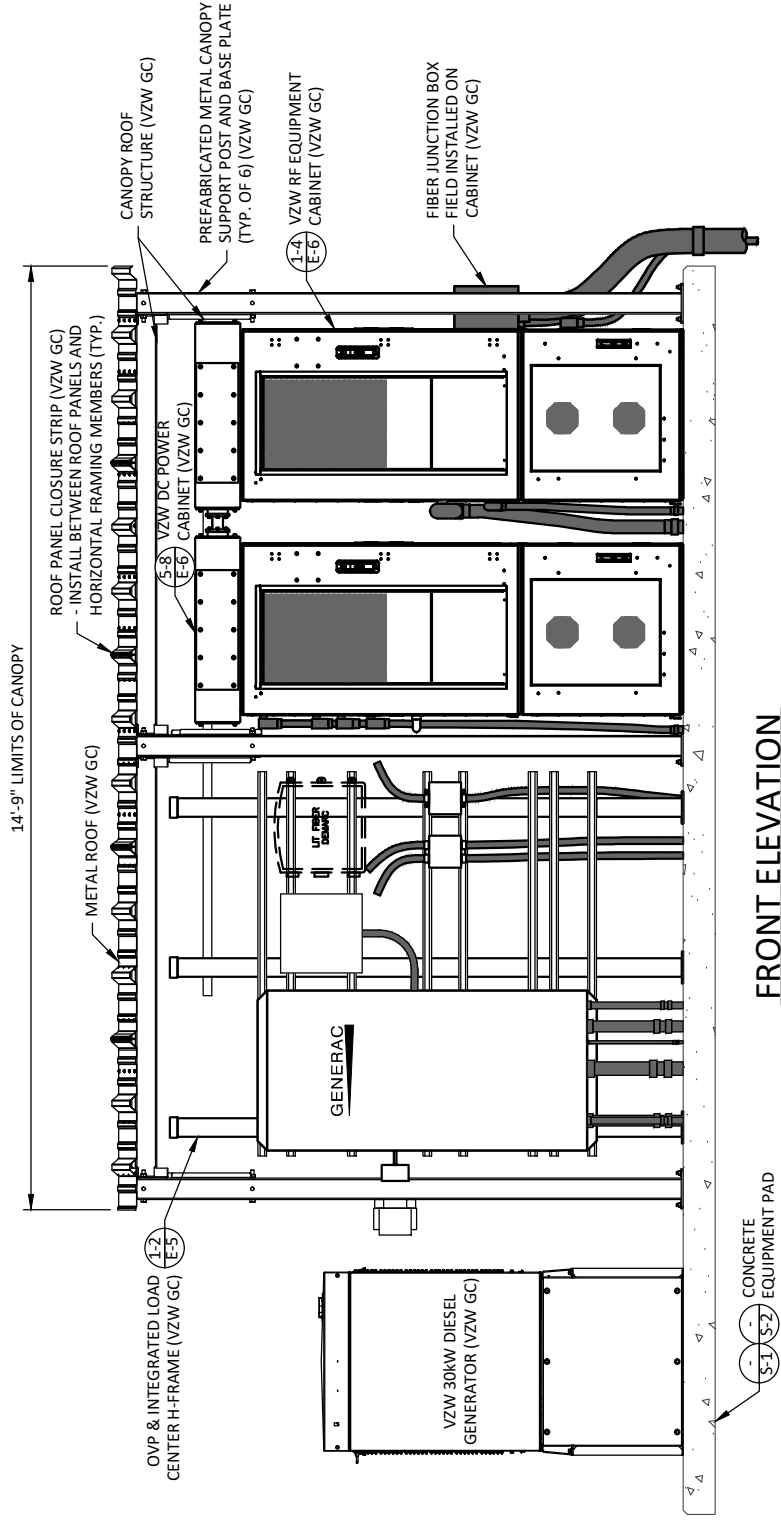 14'-9" LIMITS OF CANOPY
OVP & INTEGRATED LOAD
CENTER H-FRAME (VZW GC)
1-2
E-5
METAL ROOF (VZW GC)
ROOF PANEL CLOSURE STRIP (VZW GC)
- INSTALL BETWEEN ROOF PANELS AND
HORIZONTAL FRAMING MEMBERS (TYP.)
CANOPY ROOF
STRUCTURE (VZW GC)
PREFABRICATED METAL CANOPY
SUPPORT POST AND BASE PLATE
(TYP. OF 6) (VZW GC)
5-8
E-6
VZW DC POWER
CABINET (VZW GC)
1-4
E-6
VZW RF EQUIPMENT
CABINET (VZW GC)
FIBER JUNCTION BOX
FIELD INSTALLED ON
CABINET (VZW GC)
GENERAC
LIT FIBER
DEMARC
VZW 30kW DIESEL
GENERATOR (VZW GC)
-
S-1
-
S-2
CONCRETE
EQUIPMENT PAD
FRONT ELEVATION